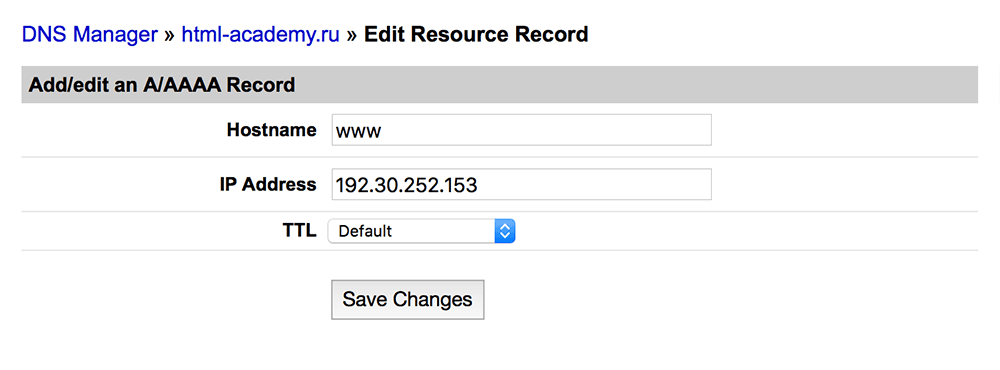 DNS Manager » html-academy.ru » Edit Resource Record
Add/edit an A/AAAA Record
Hostname www
IP Address 192.30.252.153
TTL Default
Save Changes